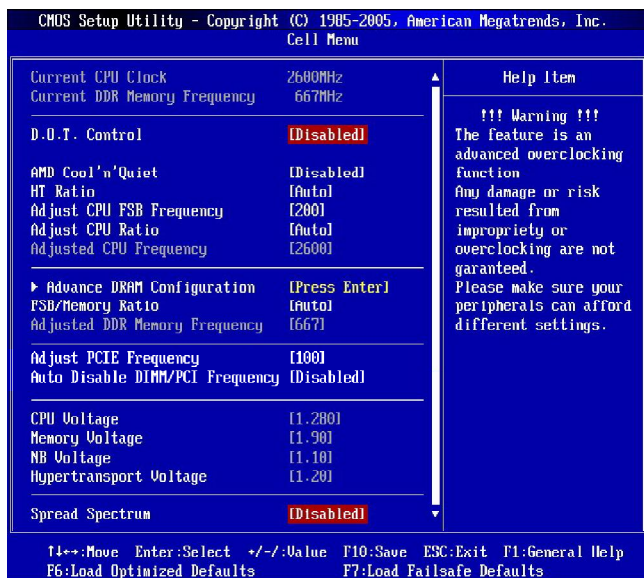 CMOS Setup Utility - Copyright (C) 1985-2005, American Megatrends, Inc.
Cell Menu
Current CPU Clock 2600MHz
Current DDR Memory Frequency 667MHz
D.O.T. Control [Disabled]
AMD Cool'n'Quiet [Disabled]
HT Ratio [Auto]
Adjust CPU FSB Frequency [200]
Adjust CPU Ratio [Auto]
Adjusted CPU Frequency [2600]
Advance DRAM Configuration [Press Enter]
FSB/Memory Ratio [Auto]
Adjusted DDR Memory Frequency [667]
Adjust PCIE Frequency [100]
Auto Disable DIMM/PCI Frequency [Disabled]
CPU Voltage [1.280]
Memory Voltage [1.90]
NB Voltage [1.10]
Hypertransport Voltage [1.20]
Spread Spectrum [Disabled]
Help Item
!!! Warning !!!
The feature is an
advanced overclocking
function
Any damage or risk
resulted from
impropriety or
overclocking are not
garanteed.
Please make sure your
peripherals can afford
different settings.
↑↓←→:Move Enter:Select +/-/:Value F10:Save ESC:Exit F1:General Help
F6:Load Optimized Defaults F7:Load Failsafe Defaults